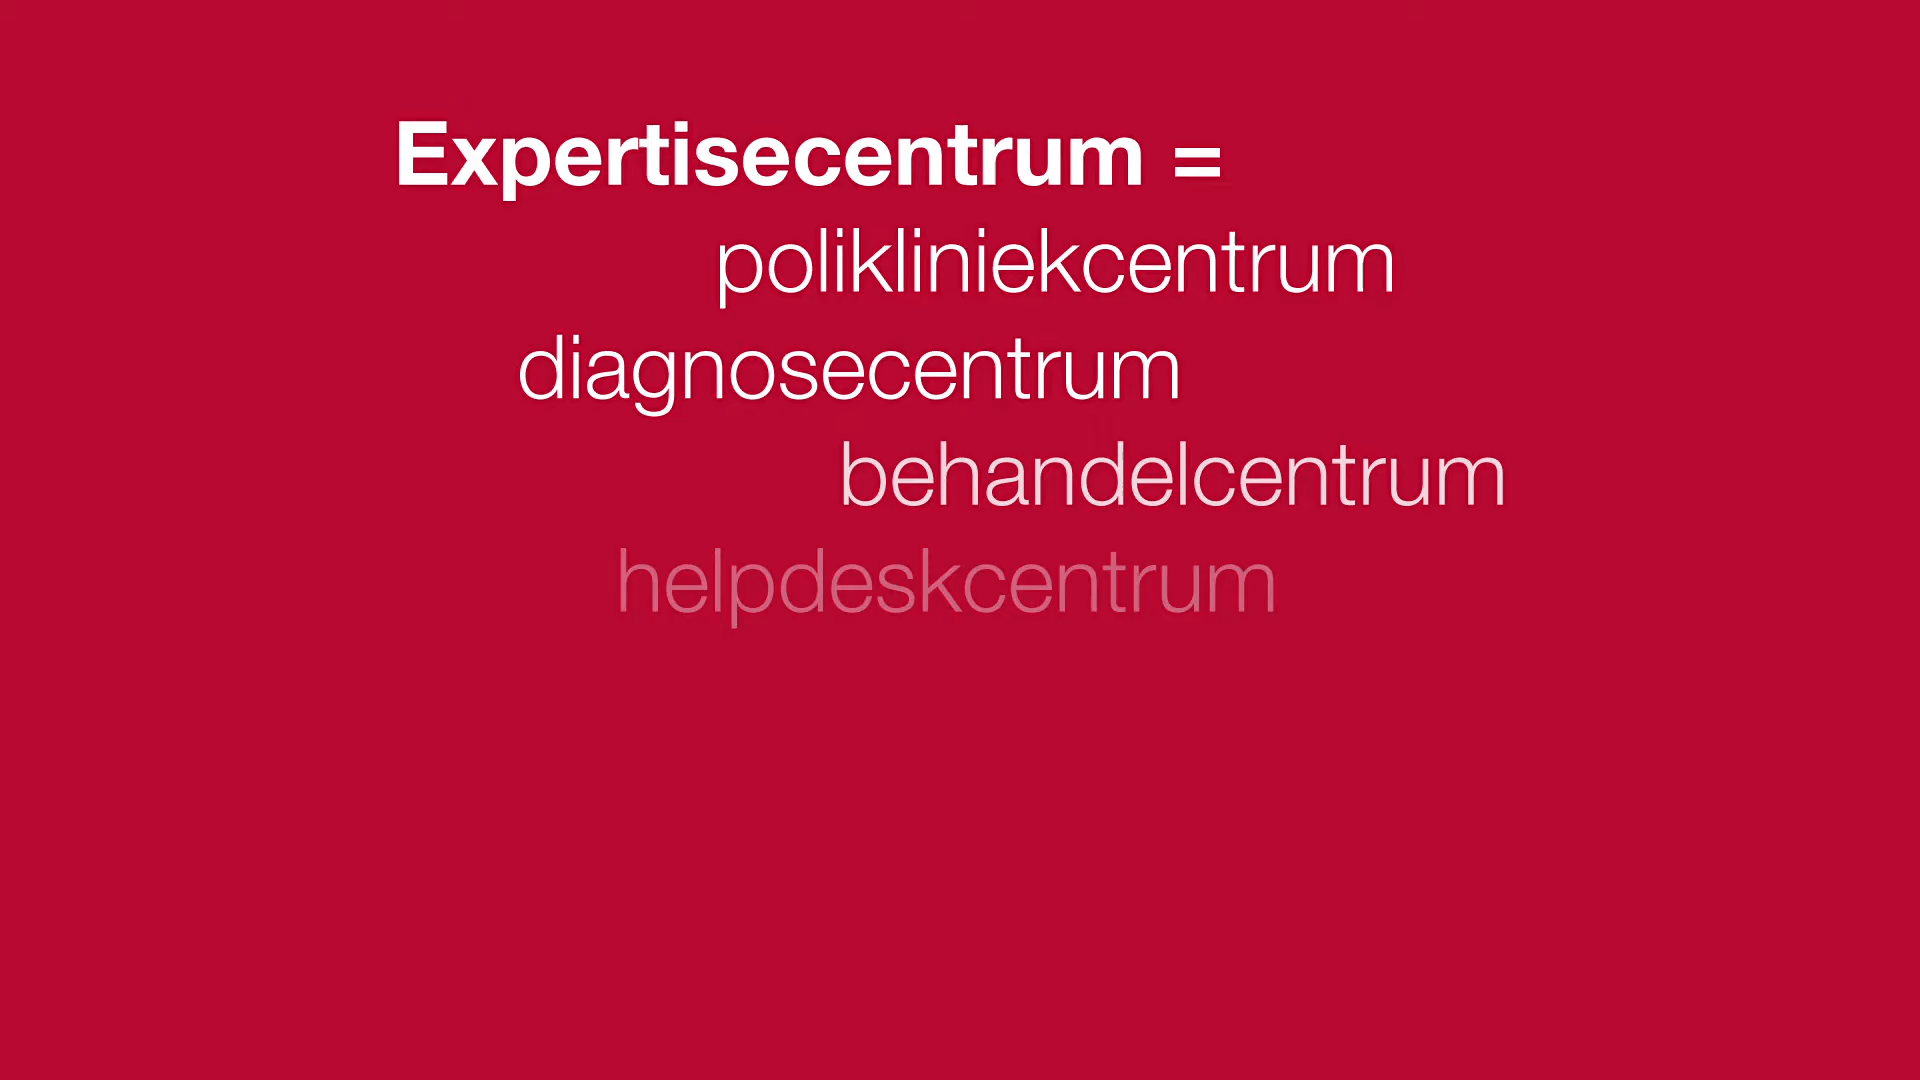 Expertisecentrum =
polikliniekcentrum
diagnosecentrum
behandelcentrum
helpdeskcentrum